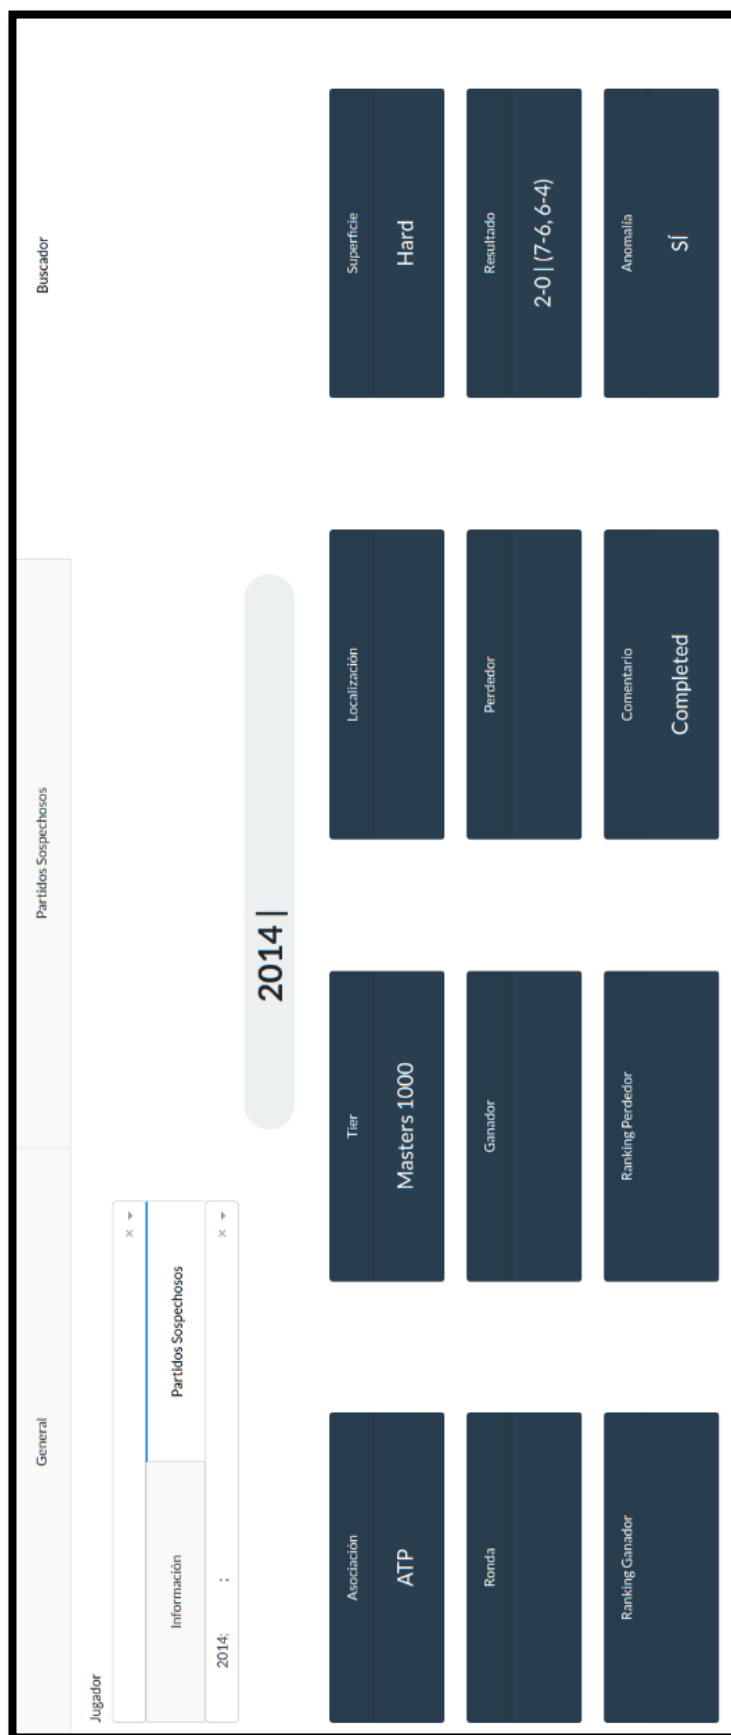 General
Partidos Sospechosos
Buscador
Jugador
× ▾
Información
Partidos Sospechosos
2014; ; × ▾
2014 |
Asociación
ATP
Tier
Masters 1000
Localización
Superficie
Hard
Ronda
Ganador
Perdedor
Resultado
2-0 | (7-6, 6-4)
Ranking Ganador
Ranking Perdedor
Comentario
Completed
Anomalía
SÍ